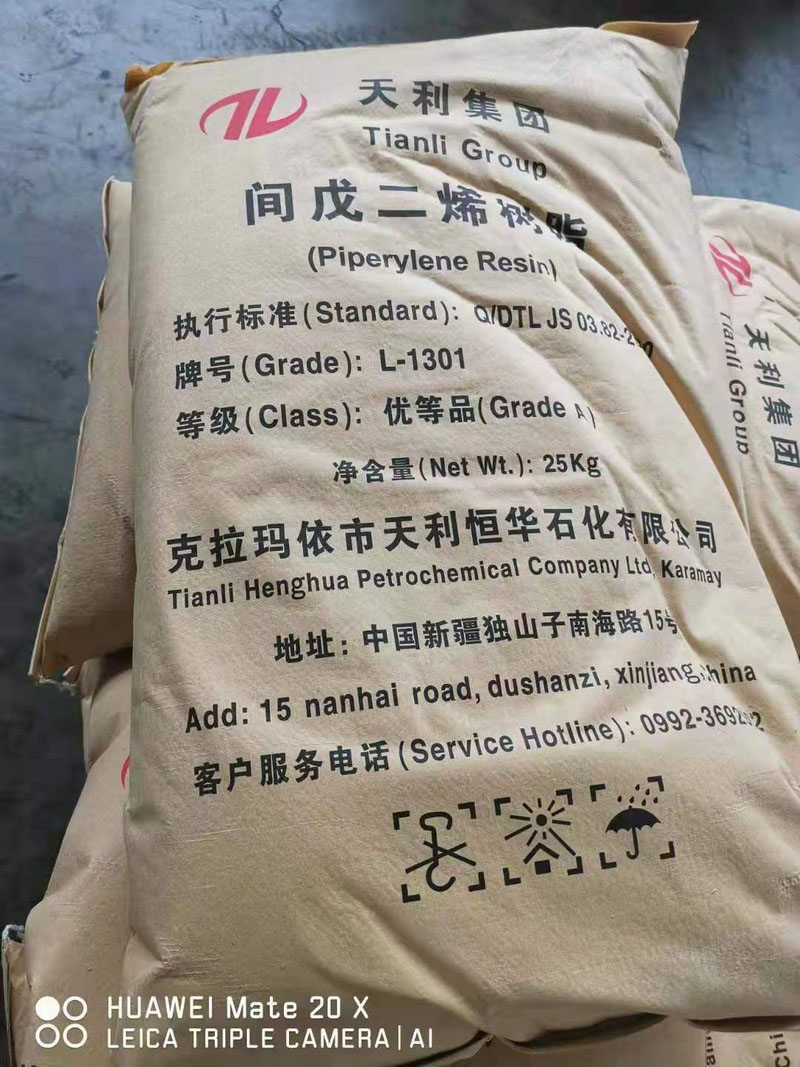 天利集团
Tianli Group
间戊二烯树脂
(Piperylene Resin)
执行标准(Standard): Q/DTL JS
牌号(Grade): L-1301
等级(Class): 优等品(Grade A)
净含量(Net Wt.): 25Kg
克拉玛依市天利恒华石化有限公司
Tianli Henghua Petrochemical Company Ltd, Karamay
地址: 中国新疆独山子南海路15号
Add: 15 nanhai road, dushanzi, xinjiang,
客户服务电话(Service Hotline):
天利集团
Tianli Group
HUAWEI Mate 20 X
LEICA TRIPLE CAMERA | AI